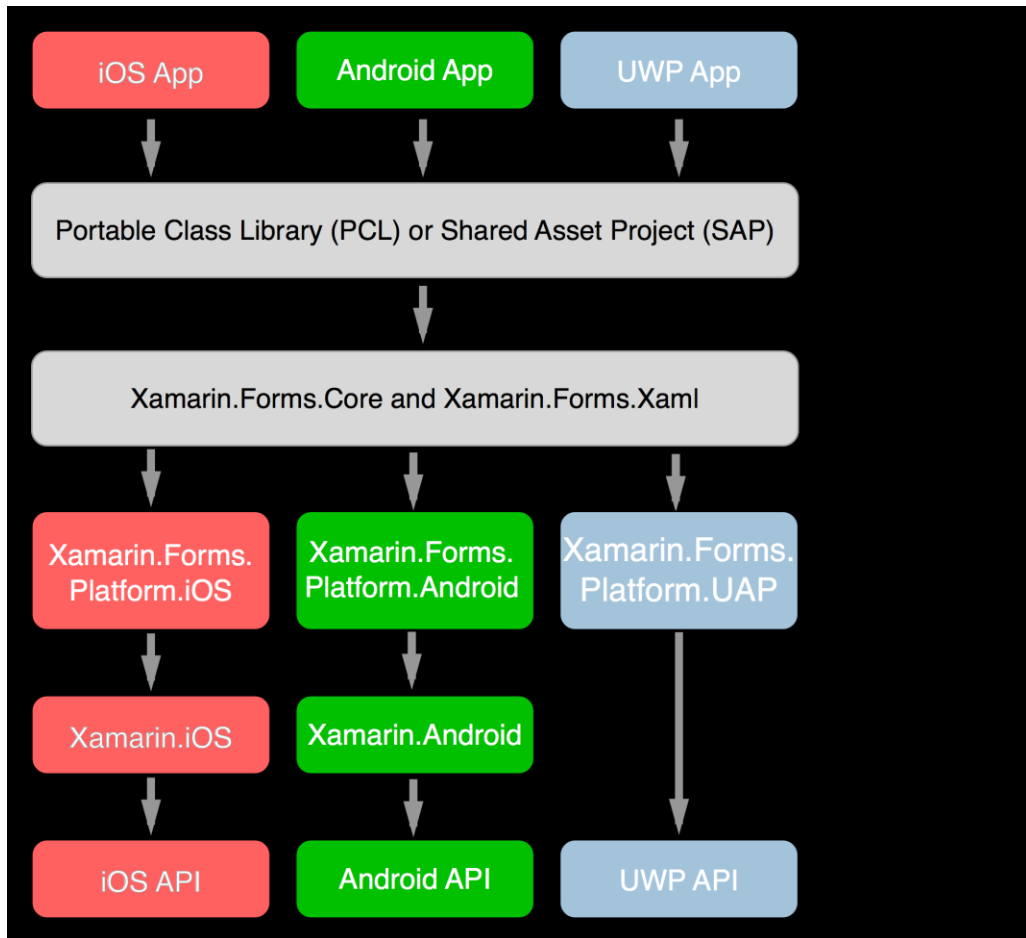 iOS App
Android App
UWP App
Portable Class Library (PCL) or Shared Asset Project (SAP)
Xamarin.Forms.Core and Xamarin.Forms.Xaml
Xamarin.Forms.
Platform.iOS
Xamarin.Forms.
Platform.Android
Xamarin.Forms.
Platform.UAP
Xamarin.iOS
Xamarin.Android
iOS API
Android API
UWP API